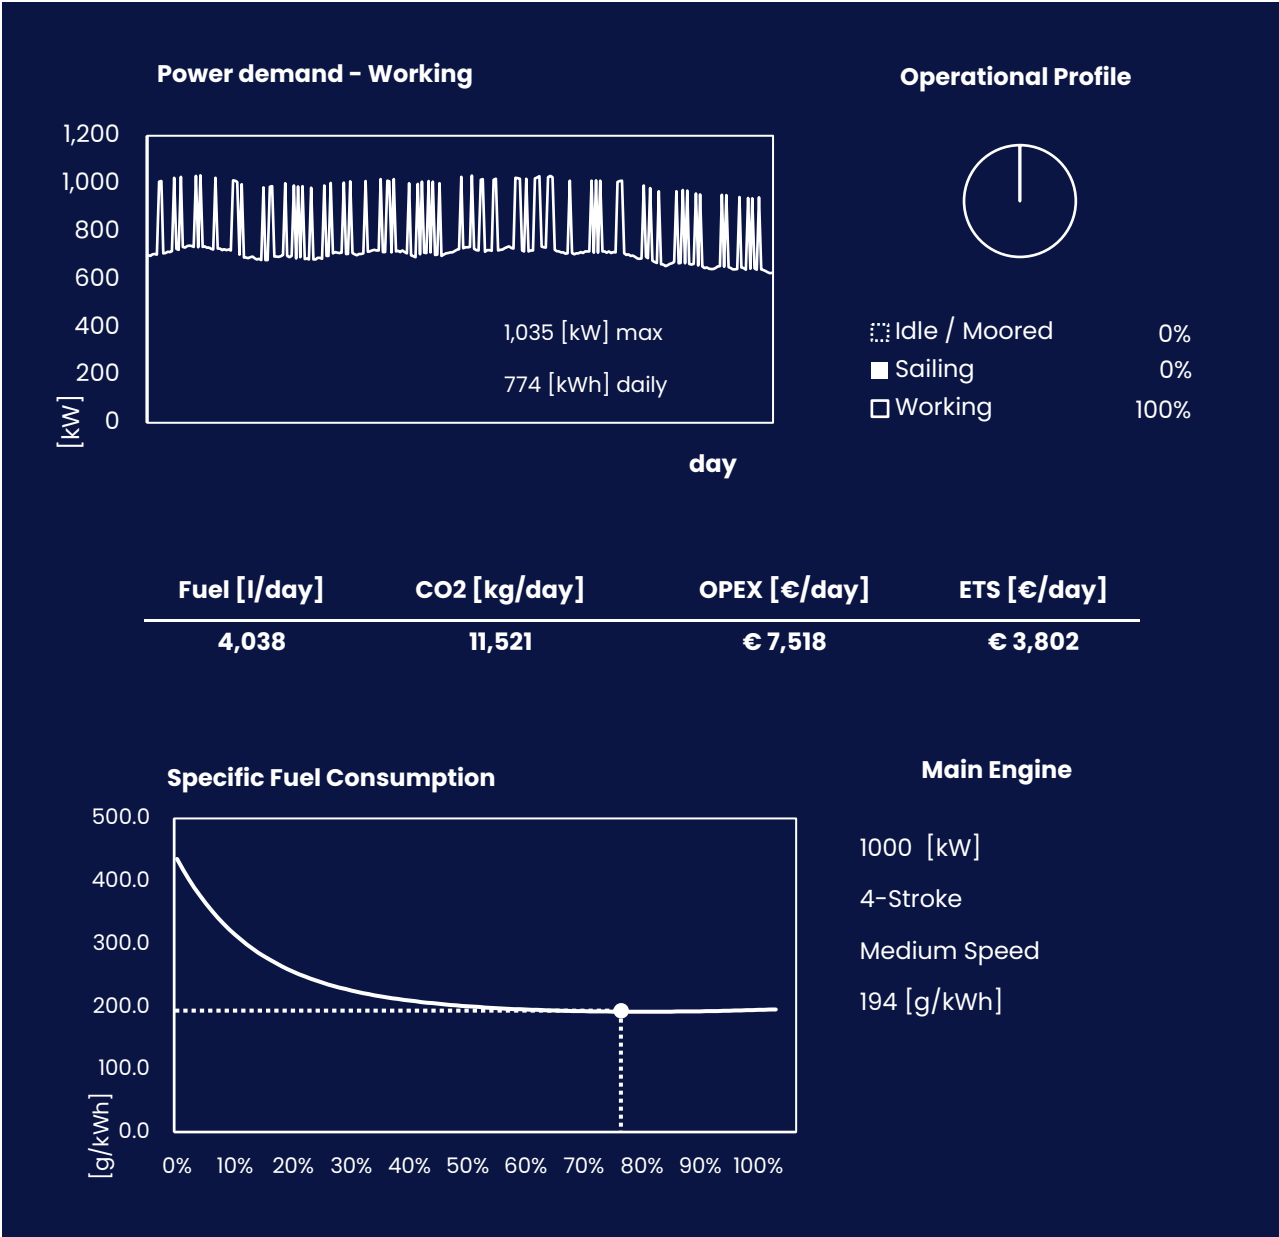 Power demand - Working
1,200
1,000
800
600
400
200
0
[kW]
1,035 [kW] max
774 [kWh] daily
day
Operational Profile
Idle / Moored 0%
Sailing 0%
Working 100%
Fuel [l/day] CO2 [kg/day] OPEX [€/day] ETS [€/day]
4,038 11,521 € 7,518 € 3,802
Specific Fuel Consumption
500.0
400.0
300.0
200.0
100.0
0.0
[g/kWh]
0% 10% 20% 30% 40% 50% 60% 70% 80% 90% 100%
Main Engine
1000 [kW]
4-Stroke
Medium Speed
194 [g/kWh]